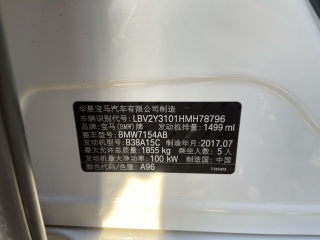 华晨宝马汽车有限公司制造
车辆识别代号: LBV2Y3101HMH78796
品牌: 宝马(BMW)牌 发动机排量: 1499 ml
整车型号: BMW7154AB
发动机型号: B38A15C 制造年月: 2017.07
最大允许总质量: 1855 kg 乘坐人数: 5 人
发动机最大净功率: 100 kW 制造国: 中国
颜色代码/色漆: A96